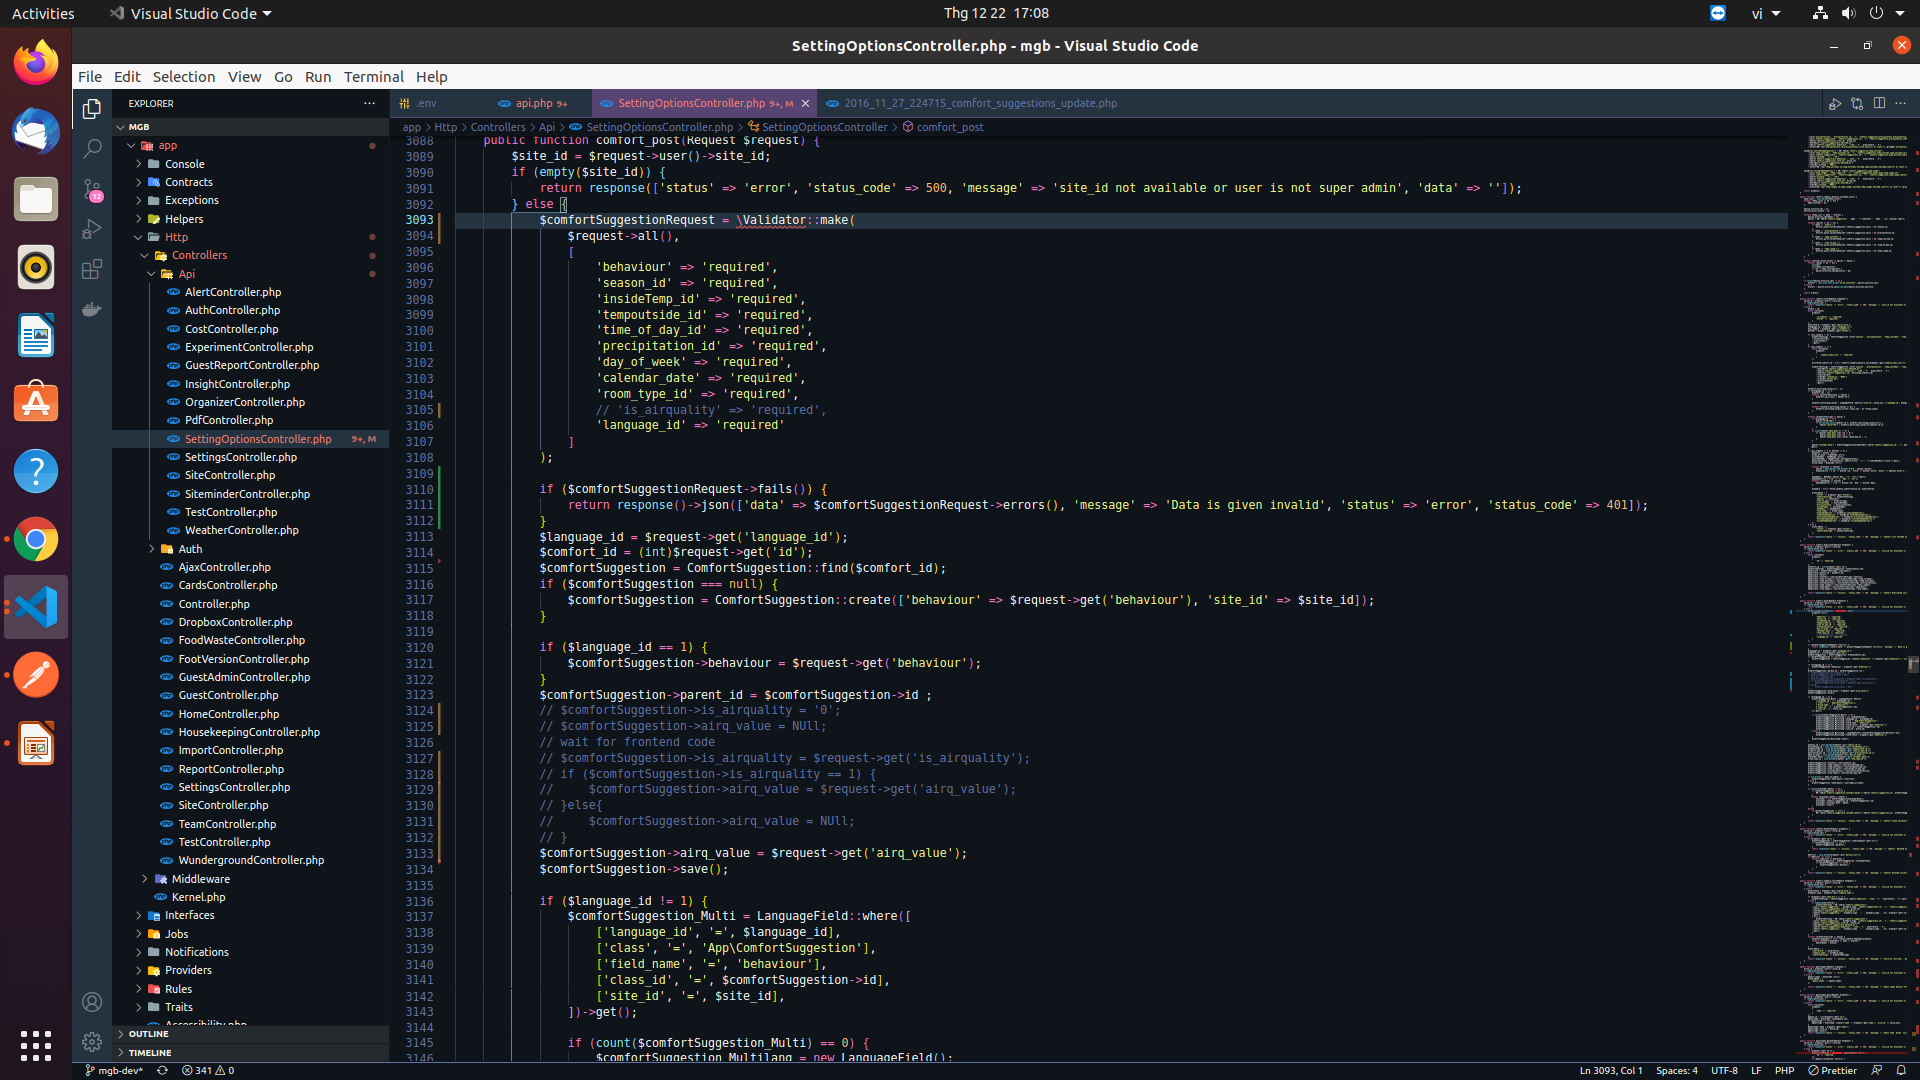 Activities
Visual Studio Code
Thg 12 22 17:08
vi
SettingOptionsController.php - mgb - Visual Studio Code
File Edit Selection View Go Run Terminal Help
EXPLORER
MGB
app
Console
Contracts
Exceptions
Helpers
Http
Controllers
Api
AlertController.php
AuthController.php
CostController.php
ExperimentController.php
GuestReportController.php
InsightController.php
OrganizerController.php
PdfController.php
SettingOptionsController.php 9+, M
SettingsController.php
SiteController.php
SiteminderController.php
TestController.php
WeatherController.php
Auth
AjaxController.php
CardsController.php
Controller.php
DropboxController.php
FoodWasteController.php
FootVersionController.php
GuestAdminController.php
GuestController.php
HomeController.php
HousekeepingController.php
ImportController.php
ReportController.php
SettingsController.php
SiteController.php
TeamController.php
TestController.php
WundergroundController.php
Middleware
Kernel.php
Interfaces
Jobs
Notifications
Providers
Rules
Traits
Accessibility.php
OUTLINE
TIMELINE
12
.env
api.php 9+
SettingOptionsController.php 9+, M
2016_11_27_224715_comfort_suggestions_update.php
app > Http > Controllers > Api > SettingOptionsController.php > SettingOptionsController > comfort_post
3088 public function comfort_post(Request $request) {
3089 $site_id = $request->user()->site_id;
3090 if (empty($site_id)) {
3091 return response(['status' => 'error', 'status_code' => 500, 'message' => 'site_id not available or user is not super admin', 'data' => '']);
3092 } else {
3093 $comfortSuggestionRequest = \Validator::make(
3094 $request->all(),
3095 [
3096 'behaviour' => 'required',
3097 'season_id' => 'required',
3098 'insideTemp_id' => 'required',
3099 'tempoutside_id' => 'required',
3100 'time_of_day_id' => 'required',
3101 'precipitation_id' => 'required',
3102 'day_of_week' => 'required',
3103 'calendar_date' => 'required',
3104 'room_type_id' => 'required',
3105 // 'is_airquality' => 'required',
3106 'language_id' => 'required'
3107 ]
3108 );
3109
3110 if ($comfortSuggestionRequest->fails()) {
3111 return response()->json(['data' => $comfortSuggestionRequest->errors(), 'message' => 'Data is given invalid', 'status' => 'error', 'status_code' => 401]);
3112 }
3113 $language_id = $request->get('language_id');
3114 $comfort_id = (int)$request->get('id');
3115 $comfortSuggestion = ComfortSuggestion::find($comfort_id);
3116 if ($comfortSuggestion === null) {
3117 $comfortSuggestion = ComfortSuggestion::create(['behaviour' => $request->get('behaviour'), 'site_id' => $site_id]);
3118 }
3119
3120 if ($language_id == 1) {
3121 $comfortSuggestion->behaviour = $request->get('behaviour');
3122 }
3123 $comfortSuggestion->parent_id = $comfortSuggestion->id ;
3124 // $comfortSuggestion->is_airquality = '0';
3125 // $comfortSuggestion->airq_value = NUll;
3126 // wait for frontend code
3127 // $comfortSuggestion->is_airquality = $request->get('is_airquality');
3128 // if ($comfortSuggestion->is_airquality == 1) {
3129 // $comfortSuggestion->airq_value = $request->get('airq_value');
3130 // }else{
3131 // $comfortSuggestion->airq_value = NUll;
3132 // }
3133 $comfortSuggestion->airq_value = $request->get('airq_value');
3134 $comfortSuggestion->save();
3135
3136 if ($language_id != 1) {
3137 $comfortSuggestion_Multi = LanguageField::where([
3138 ['language_id', '=', $language_id],
3139 ['class', '=', 'App\ComfortSuggestion'],
3140 ['field_name', '=', 'behaviour'],
3141 ['class_id', '=', $comfortSuggestion->id],
3142 ['site_id', '=', $site_id],
3143 ])->get();
3144
3145 if (count($comfortSuggestion_Multi) == 0) {
3146 $comfortSuggestion_Multilang = new LanguageField();
mgb-dev* 341 0
Ln 3093, Col 1 Spaces: 4 UTF-8 LF PHP Prettier